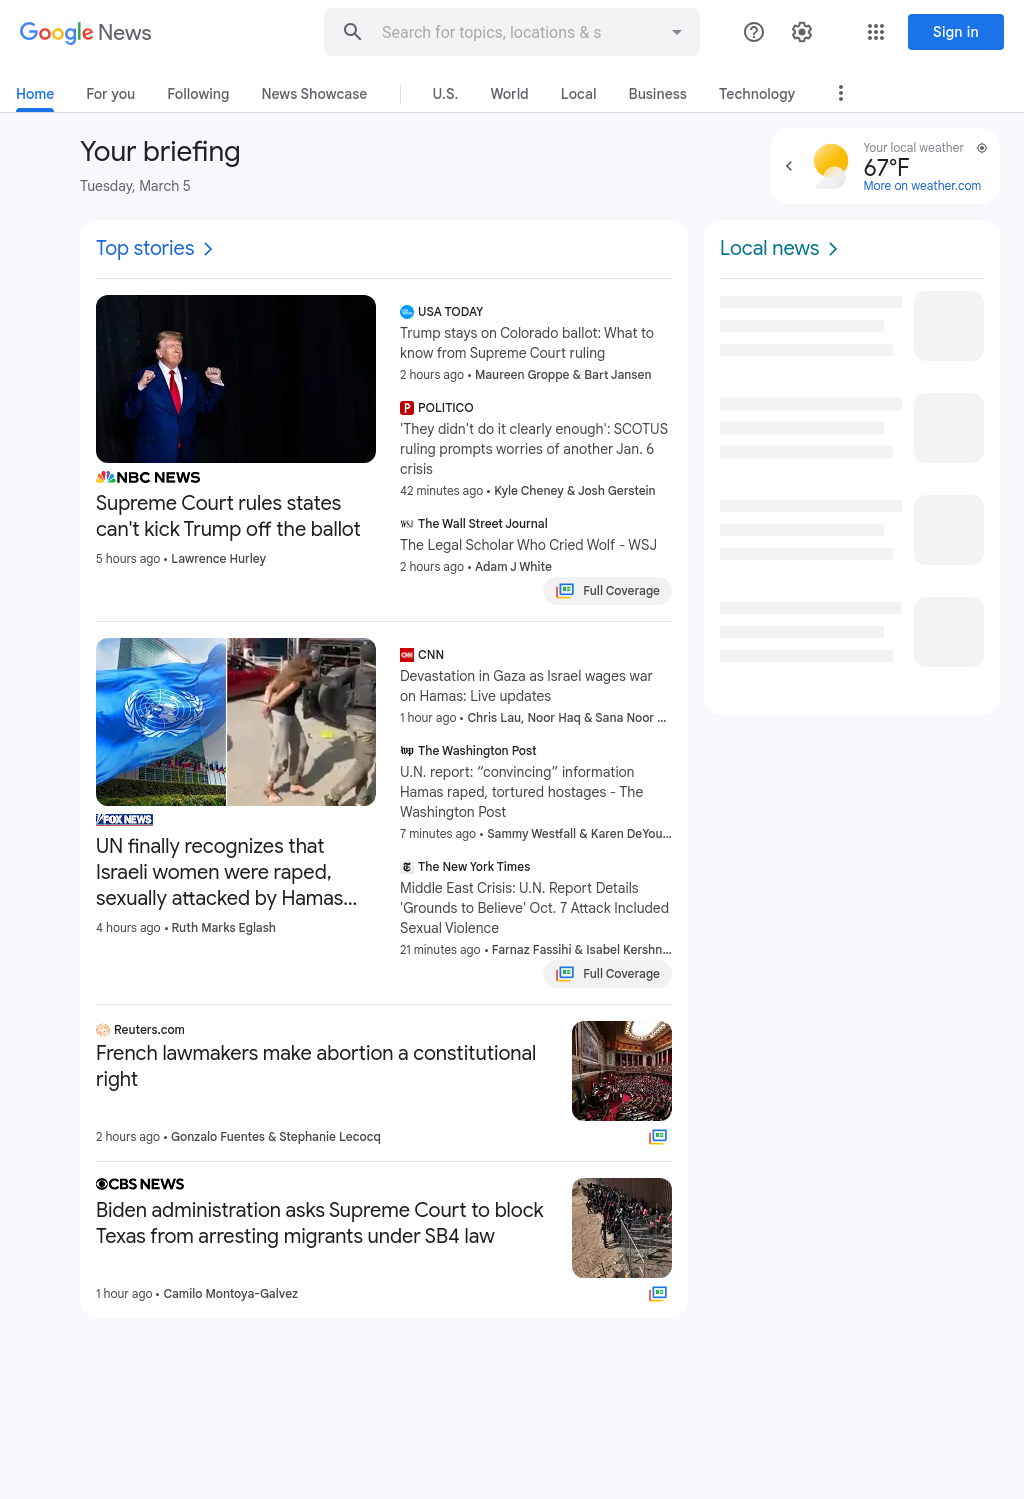 Google News
Search for topics, locations & s
Sign in
Home
For you
Following
News Showcase
U.S.
World
Local
Business
Technology
Your briefing
Tuesday, March 5
Your local weather
67°F
More on weather.com
Top stories
NBC NEWS
Supreme Court rules states
can't kick Trump off the ballot
5 hours ago • Lawrence Hurley
USA TODAY
Trump stays on Colorado ballot: What to
know from Supreme Court ruling
2 hours ago • Maureen Groppe & Bart Jansen
POLITICO
'They didn't do it clearly enough': SCOTUS
ruling prompts worries of another Jan. 6
crisis
42 minutes ago • Kyle Cheney & Josh Gerstein
WSJ The Wall Street Journal
The Legal Scholar Who Cried Wolf - WSJ
2 hours ago • Adam J White
Full Coverage
FOX NEWS
UN finally recognizes that
Israeli women were raped,
sexually attacked by Hamas...
4 hours ago • Ruth Marks Eglash
CNN CNN
Devastation in Gaza as Israel wages war
on Hamas: Live updates
1 hour ago • Chris Lau, Noor Haq & Sana Noor ...
wp The Washington Post
U.N. report: “convincing” information
Hamas raped, tortured hostages - The
Washington Post
7 minutes ago • Sammy Westfall & Karen DeYou...
The New York Times
Middle East Crisis: U.N. Report Details
'Grounds to Believe' Oct. 7 Attack Included
Sexual Violence
21 minutes ago • Farnaz Fassihi & Isabel Kershn...
Full Coverage
Reuters.com
French lawmakers make abortion a constitutional
right
2 hours ago • Gonzalo Fuentes & Stephanie Lecocq
CBS NEWS
Biden administration asks Supreme Court to block
Texas from arresting migrants under SB4 law
1 hour ago • Camilo Montoya-Galvez
Local news